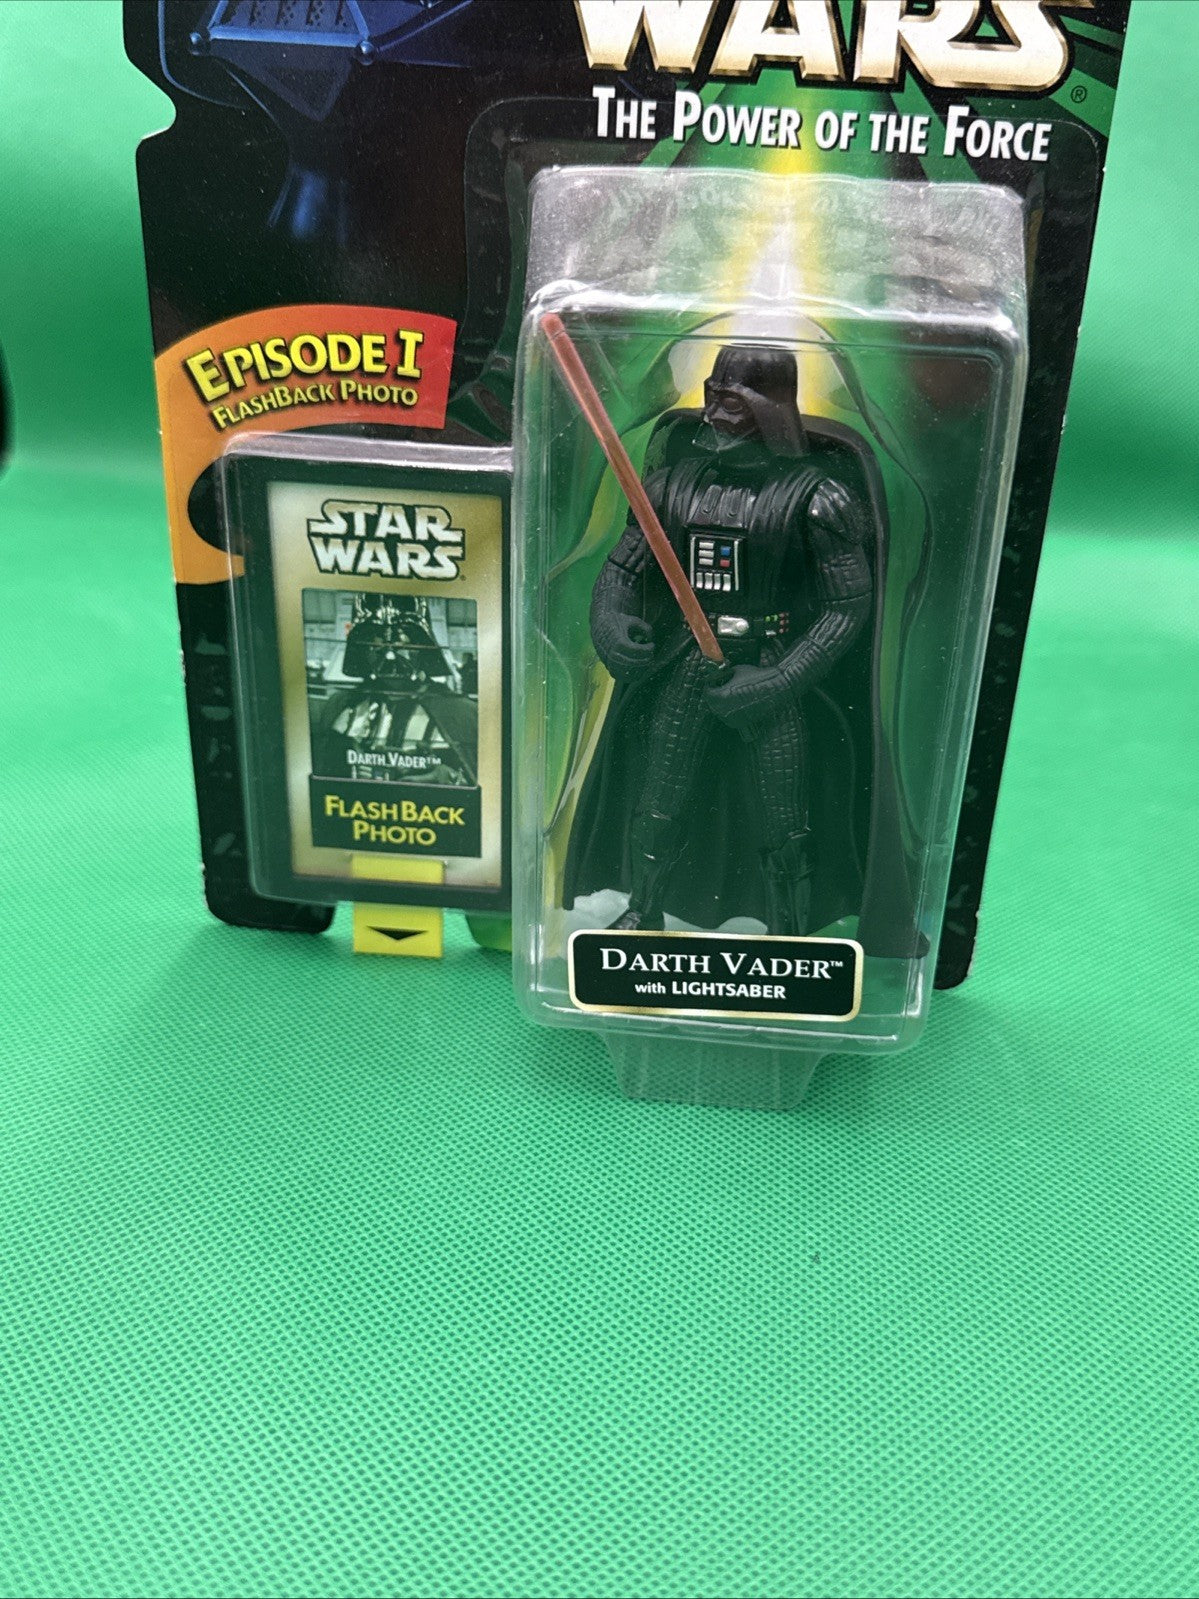 WARS®
THE POWER OF THE FORCE
EPISODE I
FLASHBACK PHOTO
STAR
WARS
DARTH VADER™
FLASHBACK
PHOTO
DARTH VADER™
with LIGHTSABER